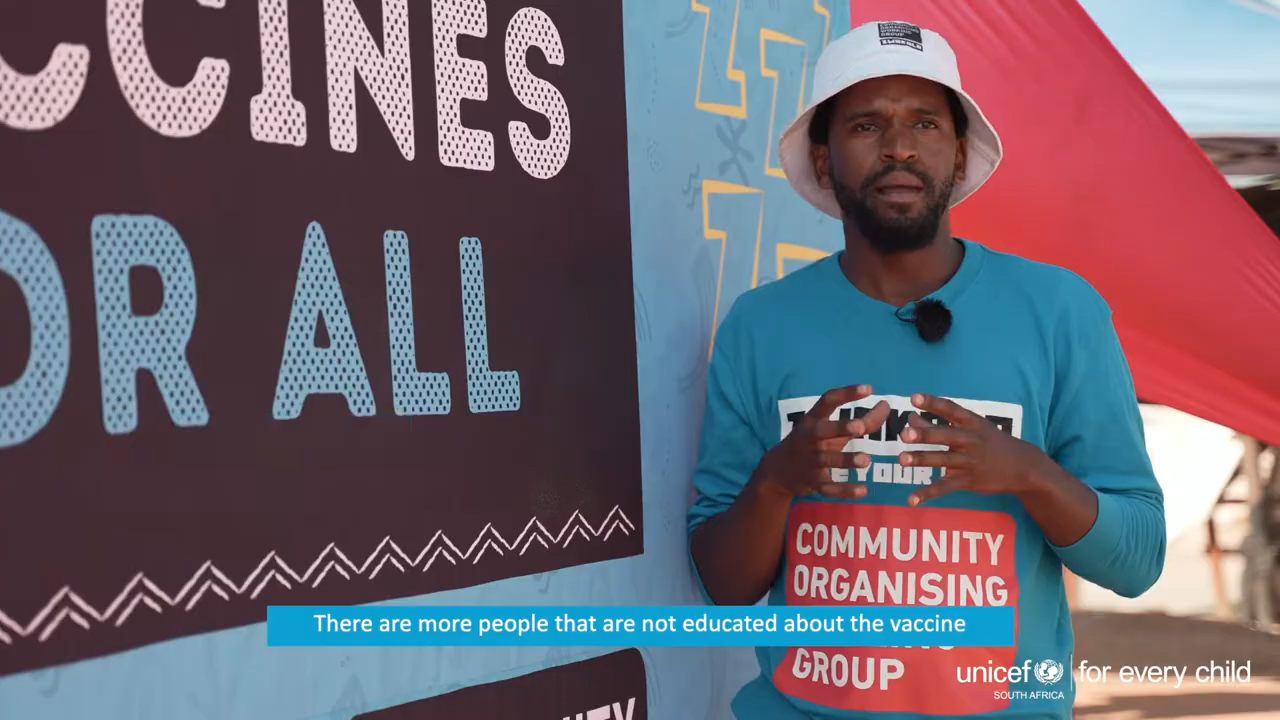 CCINES
OR ALL
YOUR
COMMUNITY
ORGANISING
GROUP
There are more people that are not educated about the vaccine
unicef
for every child
SOUTH AFRICA